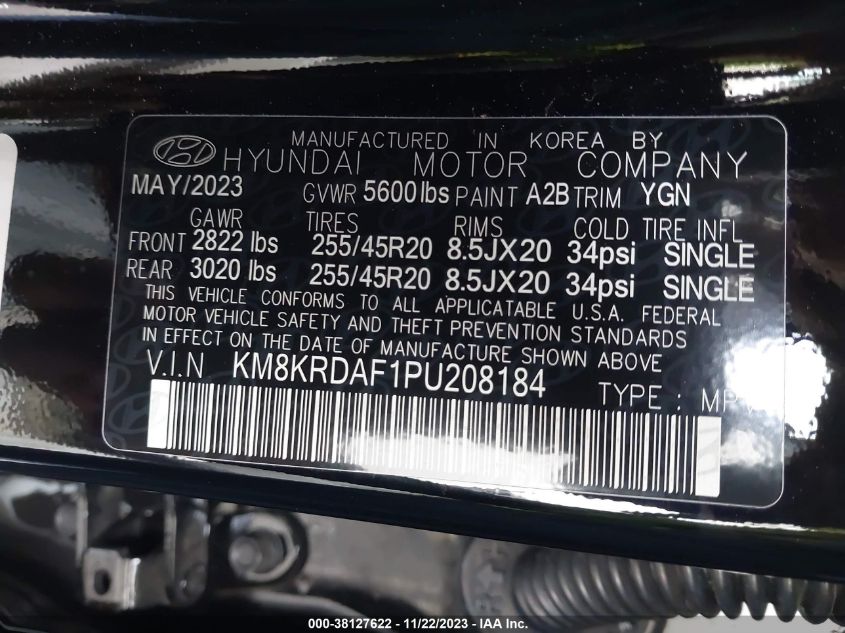 MANUFACTURED IN KOREA BY
HYUNDAI MOTOR COMPANY
MAY/2023 GVWR 5600 lbs PAINT A2B TRIM YGN
GAWR TIRES RIMS COLD TIRE INFL
FRONT 2822 lbs 255/45R20 8.5JX20 34psi SINGLE
REAR 3020 lbs 255/45R20 8.5JX20 34psi SINGLE
THIS VEHICLE CONFORMS TO ALL APPLICATABLE U.S.A. FEDERAL
MOTOR VEHICLE SAFETY AND THEFT PREVENTION STANDARDS
IN EFFECT ON THE DATE OF MANUFACTURE SHOWN ABOVE
V.I.N KM8KRDAF1PU208184 TYPE : MPV
000-38127622 - 11/22/2023 - IAA Inc.